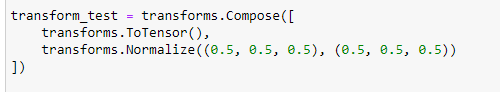 transform_test = transforms.Compose([
    transforms.ToTensor(),
    transforms.Normalize((0.5, 0.5, 0.5), (0.5, 0.5, 0.5))
])